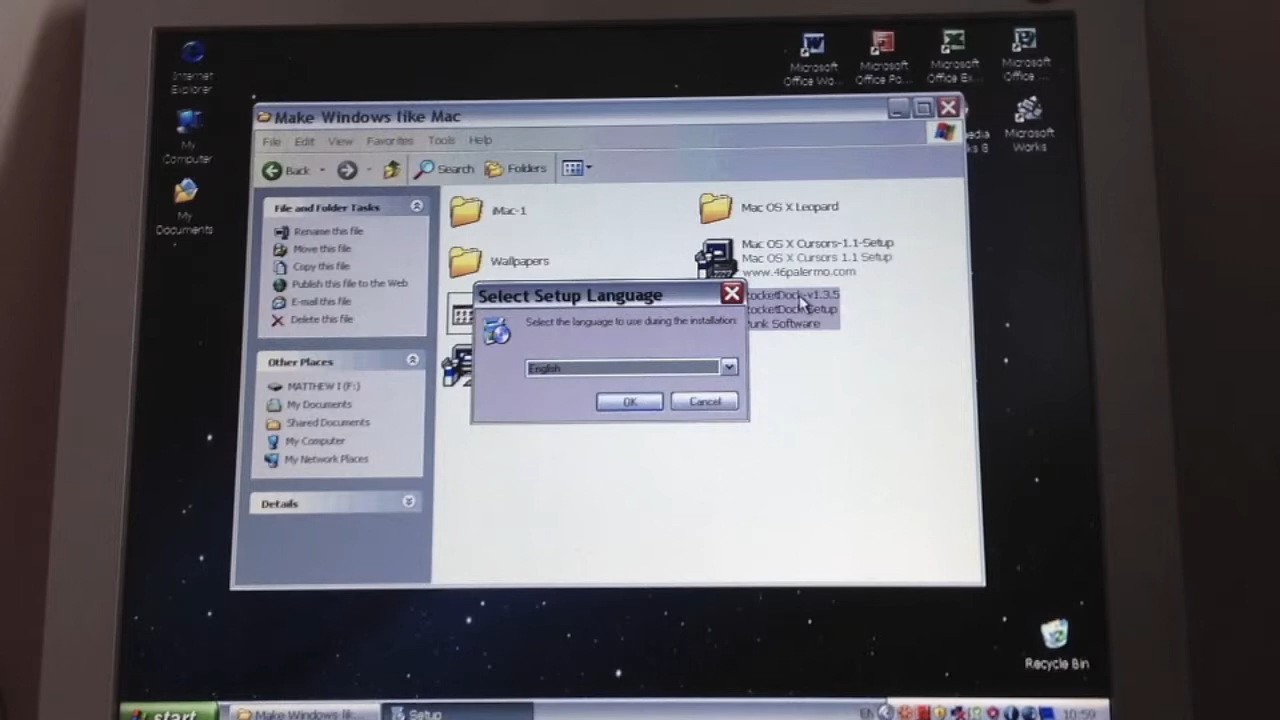 Internet
Explorer
My
Computer
My
Documents
Microsoft
Office Wo...
Microsoft
Office Po...
Microsoft
Office Ex...
Microsoft
Office ...
Microsoft
Works
Make Windows like Mac
File Edit View Favorites Tools Help
Back Search Folders
File and Folder Tasks
Rename this file
Move this file
Copy this file
Publish this file to the Web
E-mail this file
Delete this file
Other Places
MATTHEW I (F:)
My Documents
Shared Documents
My Computer
My Network Places
Details
iMac-1
Mac OS X Leopard
Wallpapers
Mac OS X Cursors-1.1-Setup
Mac OS X Cursors 1.1 Setup
www.46palermo.com
RocketDock-v1.3.5
RocketDock Setup
Punk Software
Select Setup Language
Select the language to use during the installation:
English
OK Cancel
Recycle Bin
start Make Windows lik... Setup EN 10:59